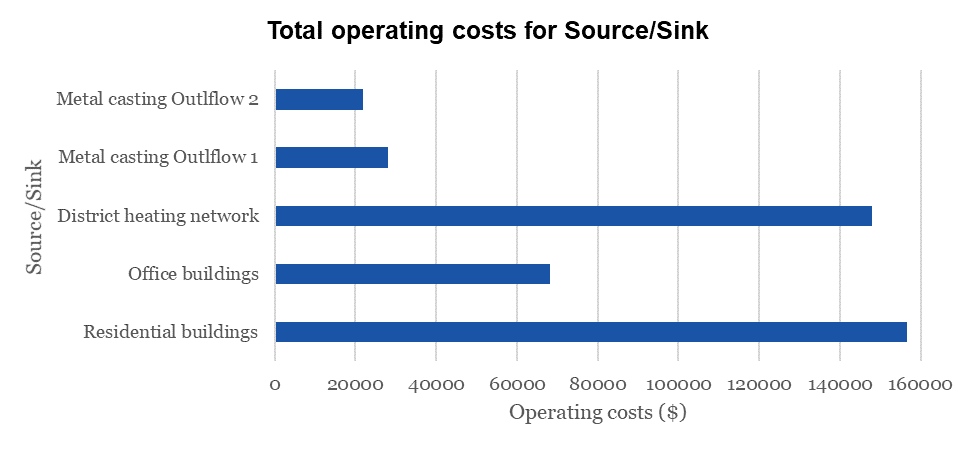 Total operating costs for Source/Sink
Metal casting Outlflow 2
Metal casting Outlflow 1
District heating network
Office buildings
Residential buildings
Source/Sink
0 20000 40000 60000 80000 100000 120000 140000 160000
Operating costs ($)